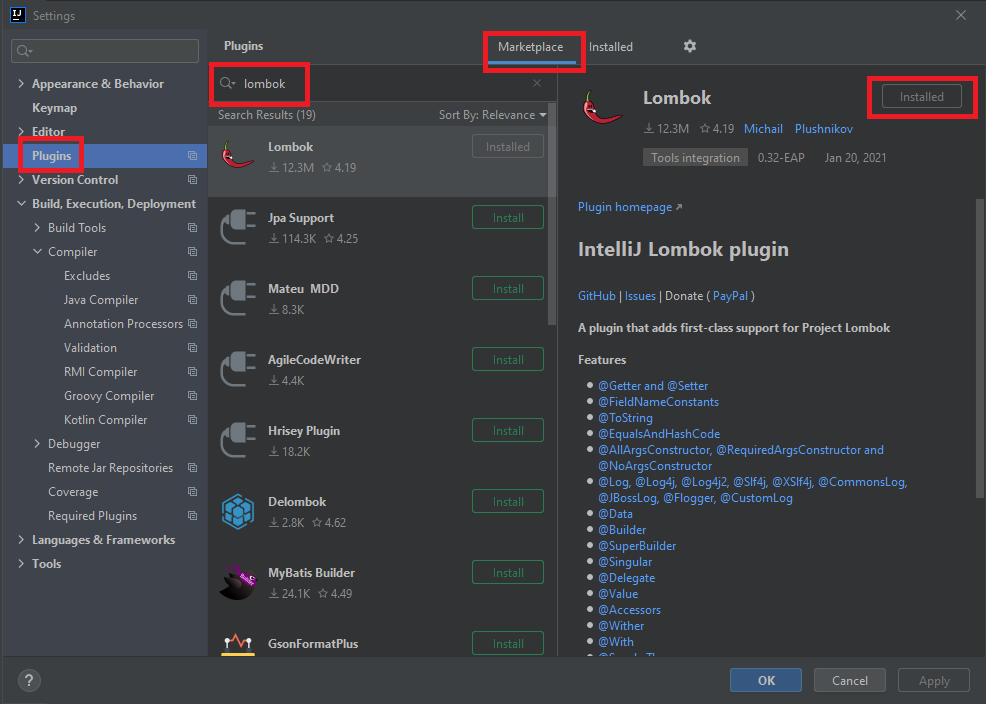 Settings
Appearance & Behavior
Keymap
Editor
Plugins
Version Control
Build, Execution, Deployment
Build Tools
Compiler
Excludes
Java Compiler
Annotation Processors
Validation
RMI Compiler
Groovy Compiler
Kotlin Compiler
Debugger
Remote Jar Repositories
Coverage
Required Plugins
Languages & Frameworks
Tools
Plugins
Marketplace
Installed
lombok
Search Results (19)
Sort By: Relevance
Lombok
12.3M 4.19
Installed
Jpa Support
114.3K 4.25
Install
Mateu MDD
8.3K
Install
AgileCodeWriter
4.4K
Install
Hrisey Plugin
18.2K
Install
Delombok
2.8K 4.62
Install
MyBatis Builder
24.1K 4.49
Install
GsonFormatPlus
Install
Lombok
Installed
12.3M 4.19 Michail Plushnikov
Tools integration 0.32-EAP Jan 20, 2021
Plugin homepage
IntelliJ Lombok plugin
GitHub | Issues | Donate ( PayPal )
A plugin that adds first-class support for Project Lombok
Features
@Getter and @Setter
@FieldNameConstants
@ToString
@EqualsAndHashCode
@AllArgsConstructor, @RequiredArgsConstructor and
@NoArgsConstructor
@Log, @Log4j, @Log4j2, @Slf4j, @XSlf4j, @CommonsLog,
@JBossLog, @Flogger, @CustomLog
@Data
@Builder
@SuperBuilder
@Singular
@Delegate
@Value
@Accessors
@Wither
@With
?
OK
Cancel
Apply